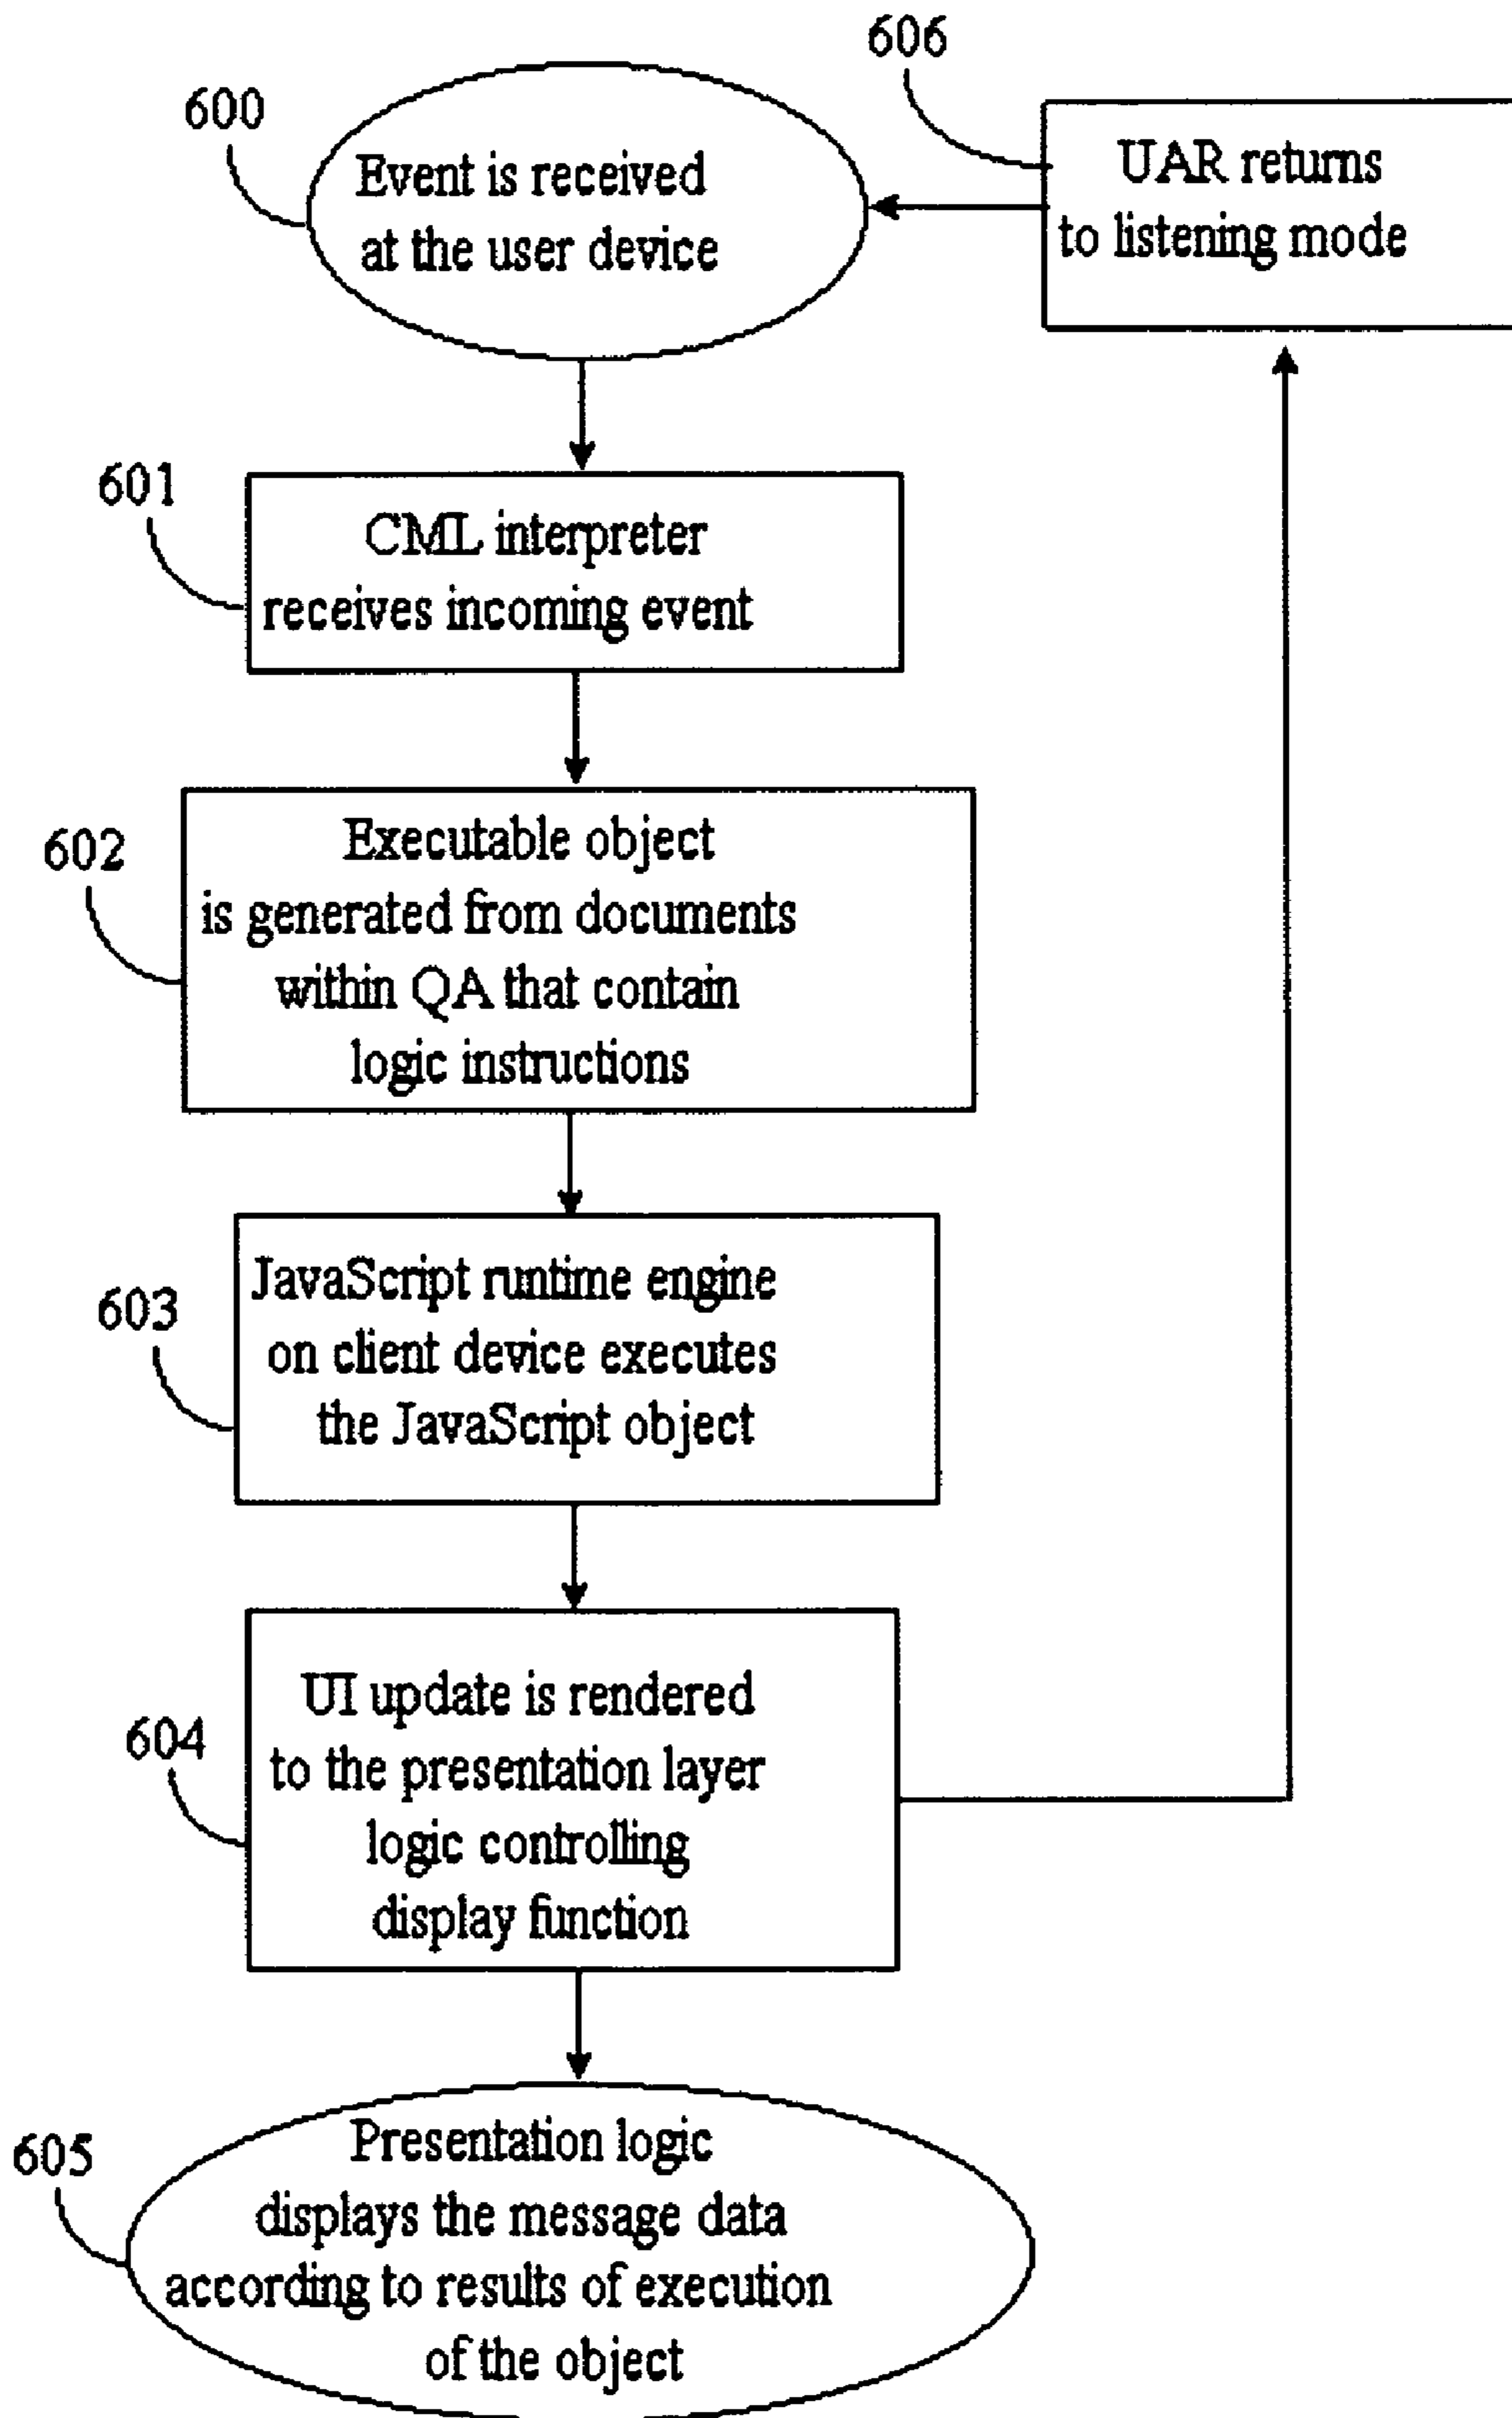 606
600
Event is received
at the user device
UAR returns
to listening mode
601
CML interpreter
receives incoming event
602
Executable object
is generated from documents
within QA that contain
logic instructions
603
JavaScript runtime engine
on client device executes
the JavaScript object
604
UI update is rendered
to the presentation layer
logic controlling
display function
605
Presentation logic
displays the message data
according to results of execution
of the object